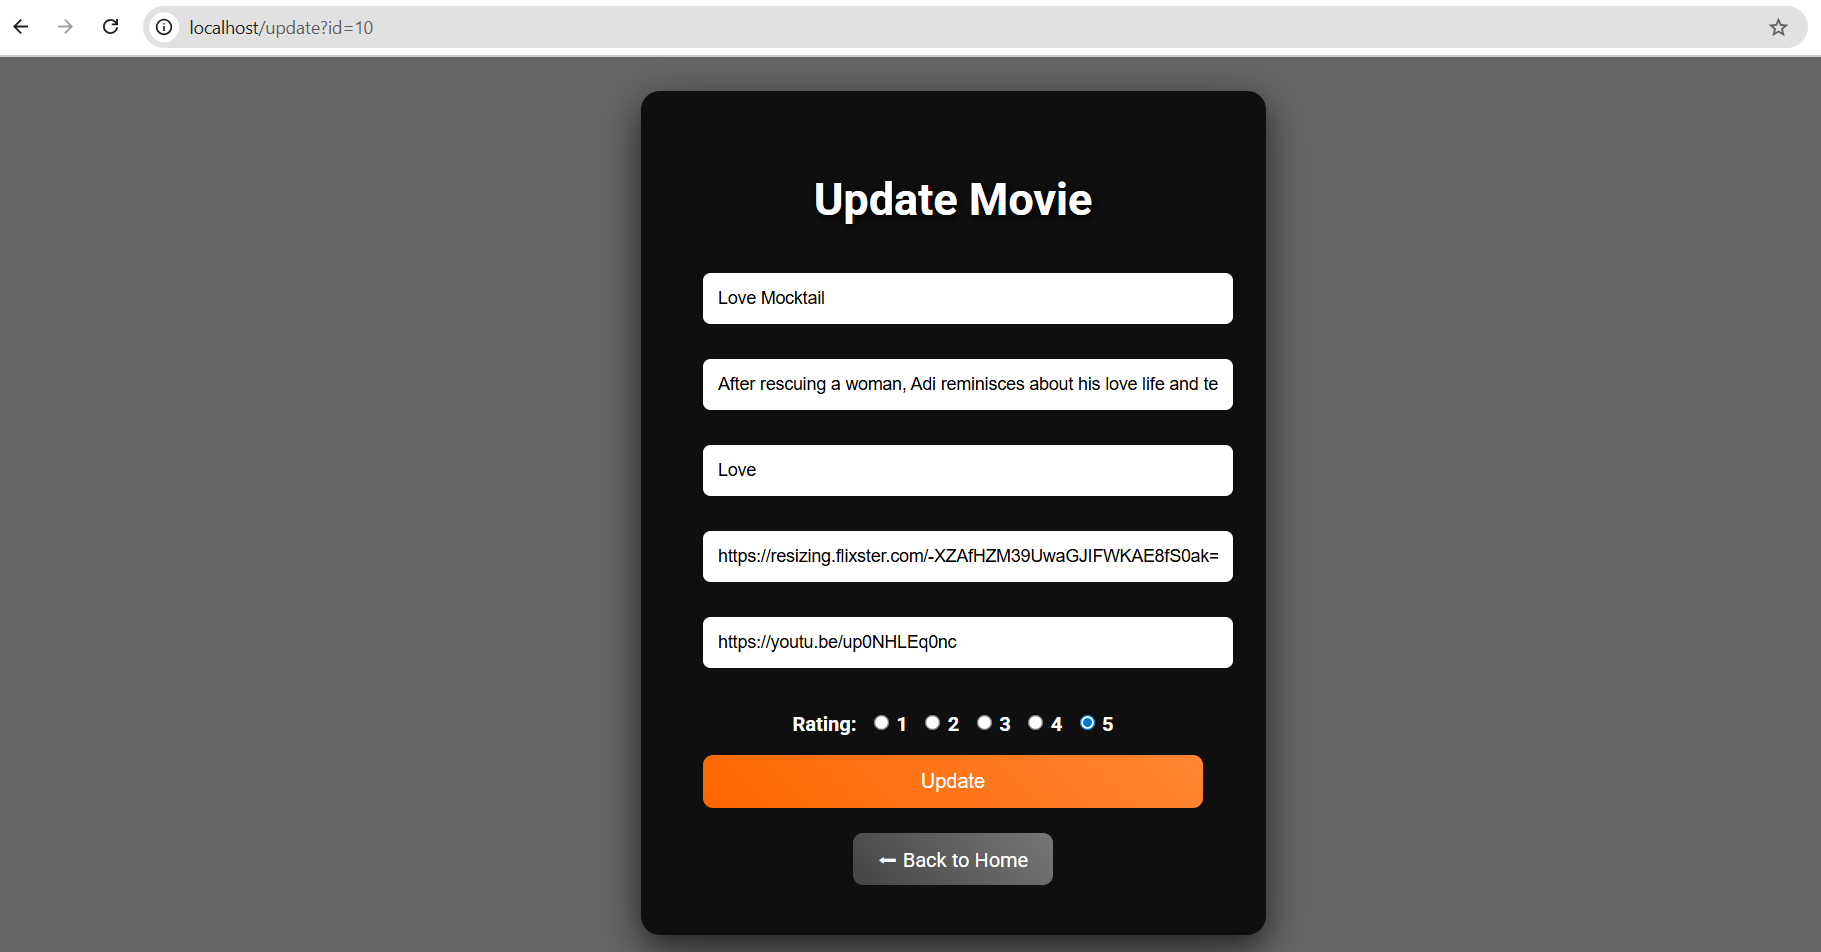 localhost/update?id=10
Update Movie
Love Mocktail
After rescuing a woman, Adi reminisces about his love life and te
Love
https://resizing.flixster.com/-XZAfHZM39UwaGJIFWKAE8fS0ak=
https://youtu.be/up0NHLEq0nc
Rating: 1 2 3 4 5
Update
← Back to Home